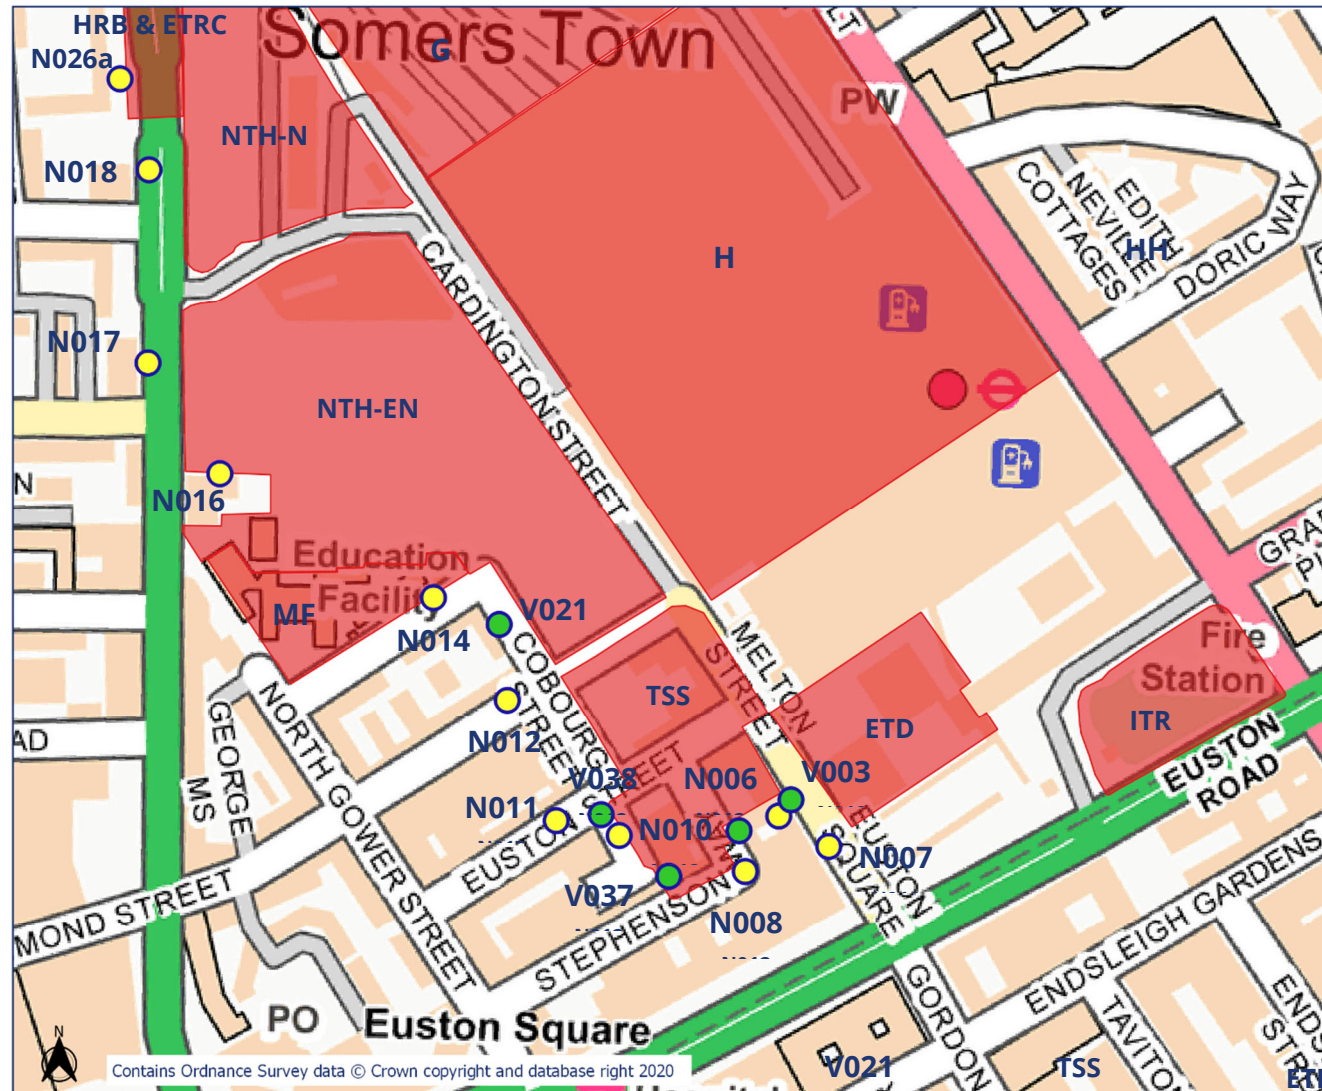 HRB & ETRC
Somers Town
G
N026a
PW
NTH-N
N018
EDITH
NEVILLE
COTTAGES
HH
DORIC WAY
H
CARDINGTON STREET
N017
NTH-EN
N
N016
Education
Facility
MF
N014
V021
COBOURG
STREET
MELTON
STREET
TSS
ETD
Fire
Station
ITR
EUSTON
ROAD
AD
GEORGE
MS
NORTH GOWER STREET
N012
V038
N006
V003
N011
N010
EUSTON
STREET
N007
EUSTON
SQUARE
V037
N008
STEPHENSON
MOND STREET
ENDSLEIGH GARDENS
GORDON
PO
Euston Square
N
V021
TSS
Contains Ordnance Survey data © Crown copyright and database right 2020